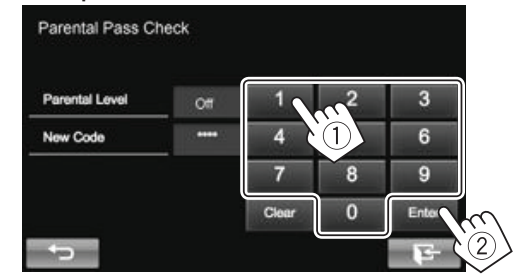 Parental Pass Check
Parental Level Off 1 2 3
New Code **** 4 6
7 8 9
Clear 0 Enter
1
2